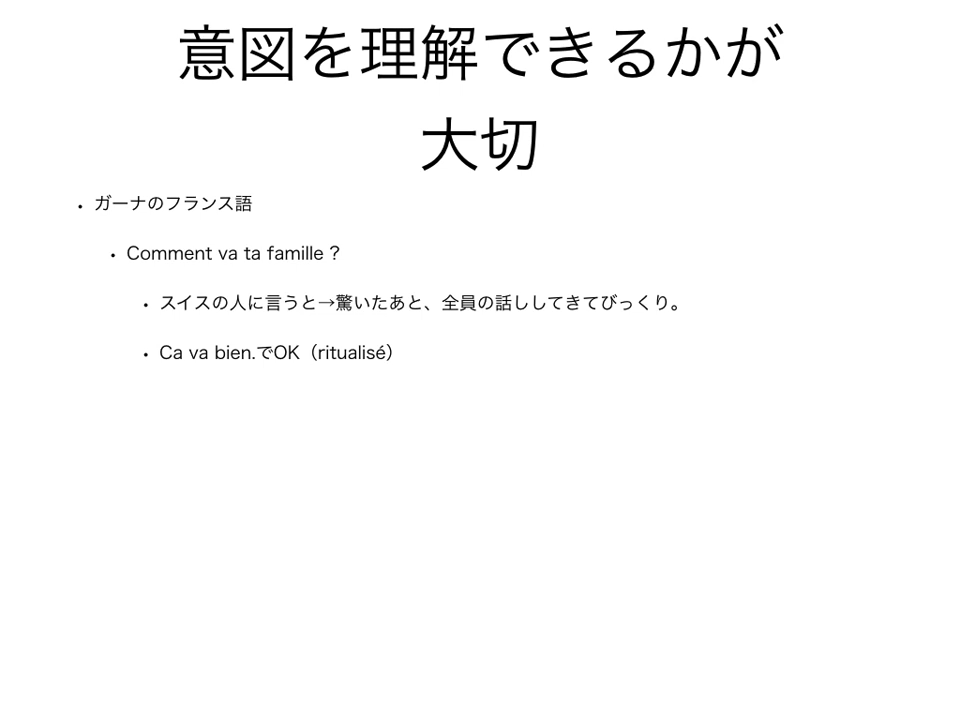 意図を理解できるかが
大切
• ガーナのフランス語
• Comment va ta famille ?
• スイスの人に言うと→驚いたあと、全員の話ししてきてびっくり。
• Ca va bien.でOK（ritualisé）